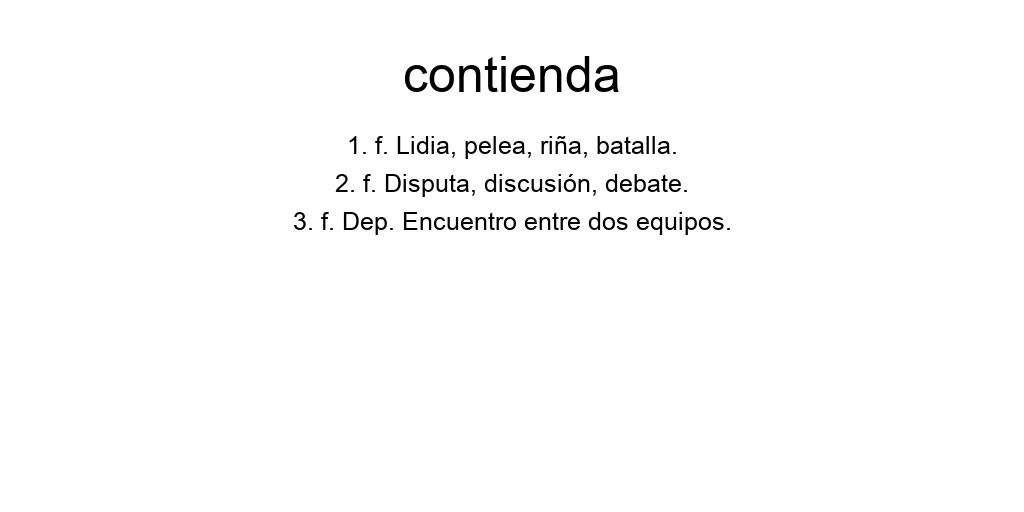 contienda
1. f. Lidia, pelea, riña, batalla.
2. f. Disputa, discusión, debate.
3. f. Dep. Encuentro entre dos equipos.